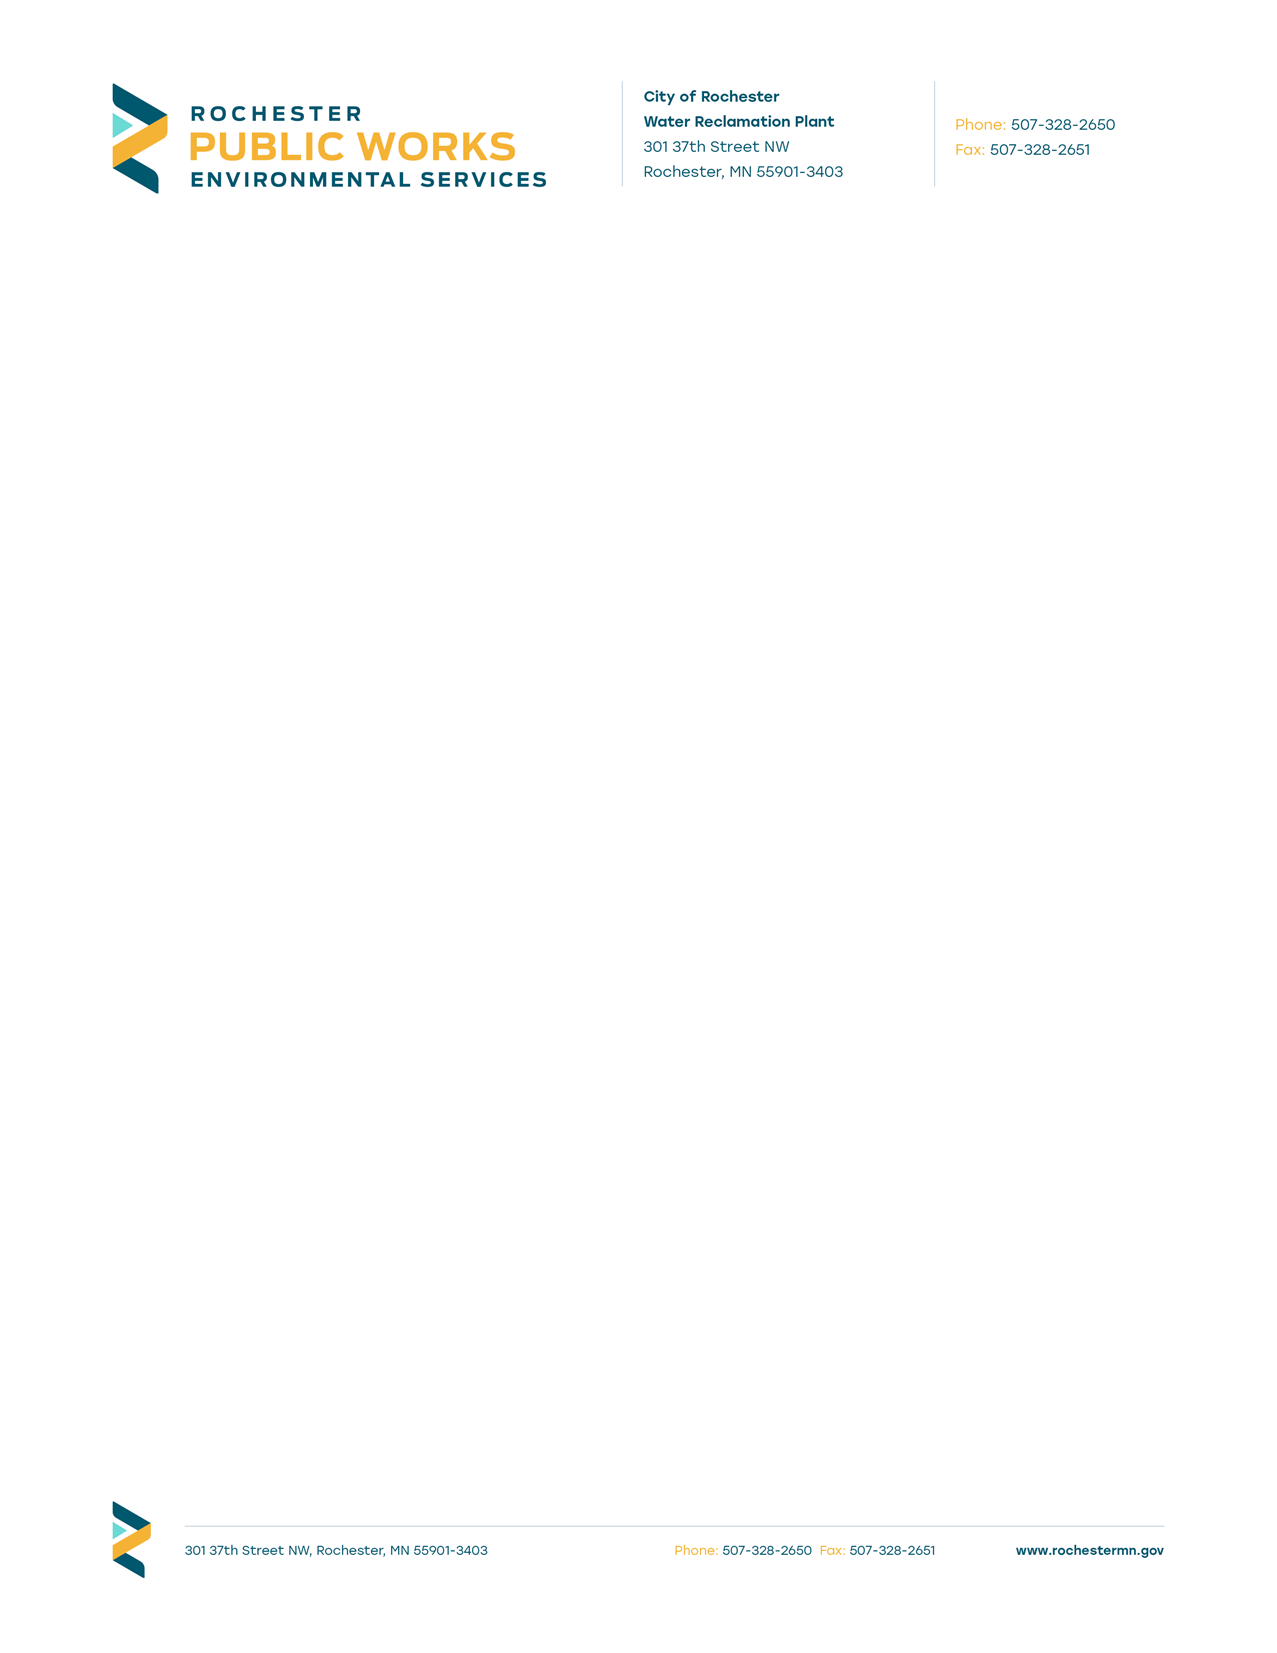 ROCHESTER
PUBLIC WORKS
ENVIRONMENTAL SERVICES
City of Rochester
Water Reclamation Plant
301 37th Street NW
Rochester, MN 55901-3403
Phone: 507-328-2650
Fax: 507-328-2651
301 37th Street NW, Rochester, MN 55901-3403
Phone: 507-328-2650 Fax: 507-328-2651
www.rochestermn.gov